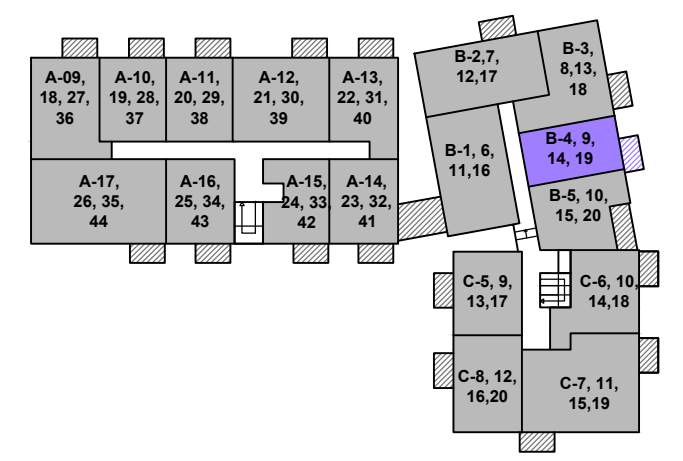 A-09,
18, 27,
36
A-10,
19, 28,
37
A-11,
20, 29,
38
A-12,
21, 30,
39
A-13,
22, 31,
40
A-17,
26, 35,
44
A-16,
25, 34,
43
A-15,
24, 33,
42
A-14,
23, 32,
41
B-2,7,
12,17
B-3,
8,13,
18
B-1, 6,
11,16
B-4, 9,
14, 19
B-5, 10,
15, 20
C-5, 9,
13,17
C-6, 10,
14,18
C-8, 12,
16,20
C-7, 11,
15,19